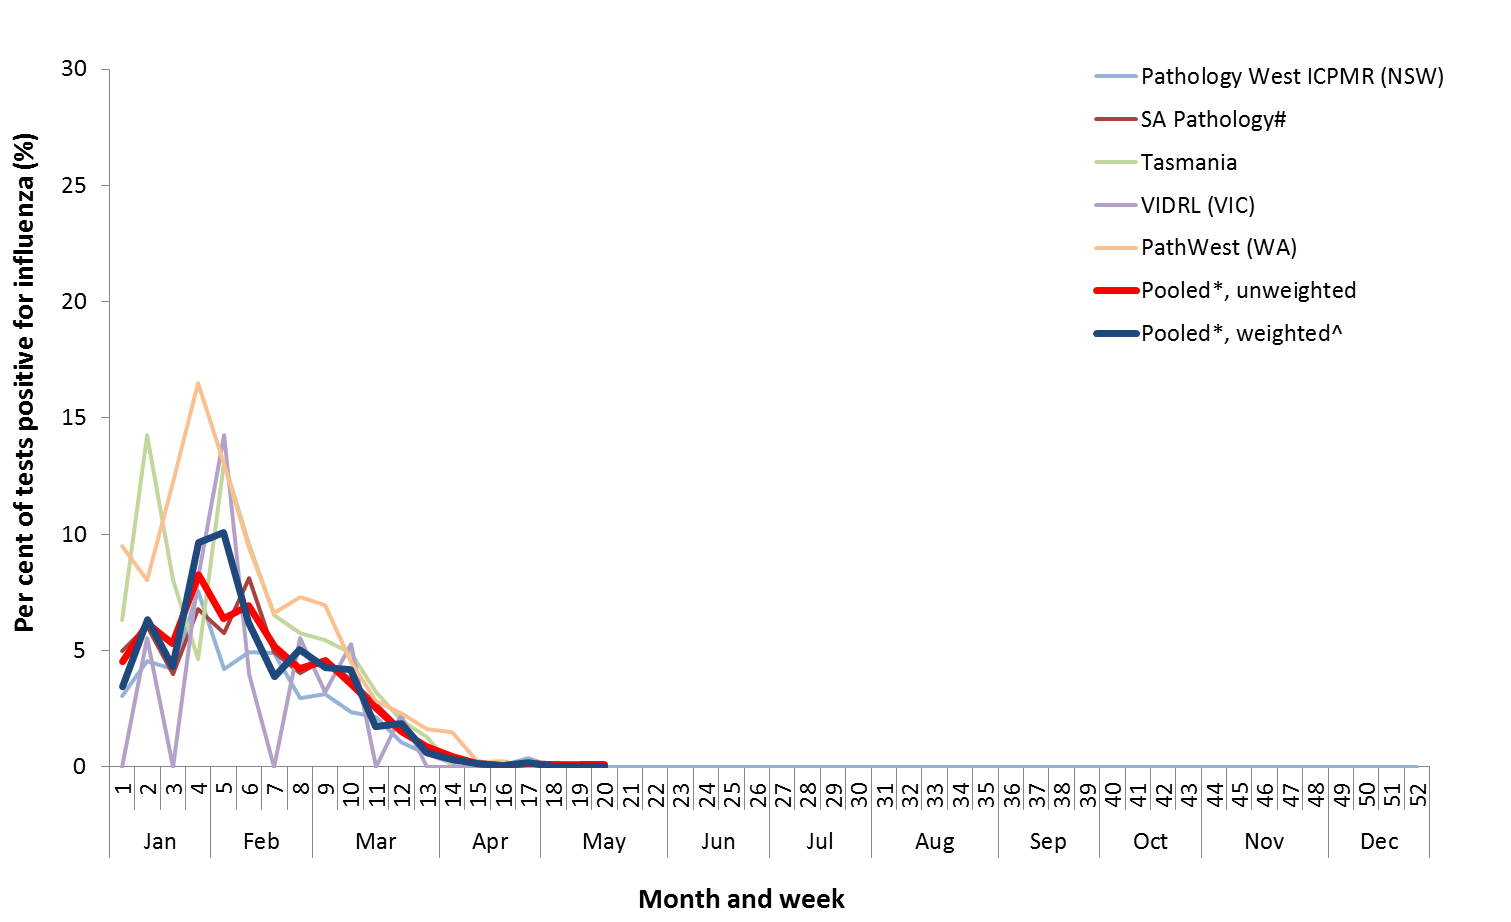 30
25
20
15
10
5
0
Per cent of tests positive for influenza (%)
Pathology West ICPMR (NSW)
SA Pathology#
Tasmania
VIDRL (VIC)
PathWest (WA)
Pooled*, unweighted
Pooled*, weighted^
1 2 3 4 5 6 7 8 9 10 11 12 13 14 15 16 17 18 19 20 21 22 23 24 25 26 27 28 29 30 31 32 33 34 35 36 37 38 39 40 41 42 43 44 45 46 47 48 49 50 51 52
Jan Feb Mar Apr May Jun Jul Aug Sep Oct Nov Dec
Month and week